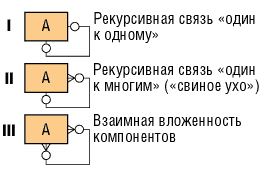 I A Рекурсивная связь «один
к одному»
II A Рекурсивная связь «один
к многим» («свиное ухо»)
III A Взаимная вложенность
компонентов